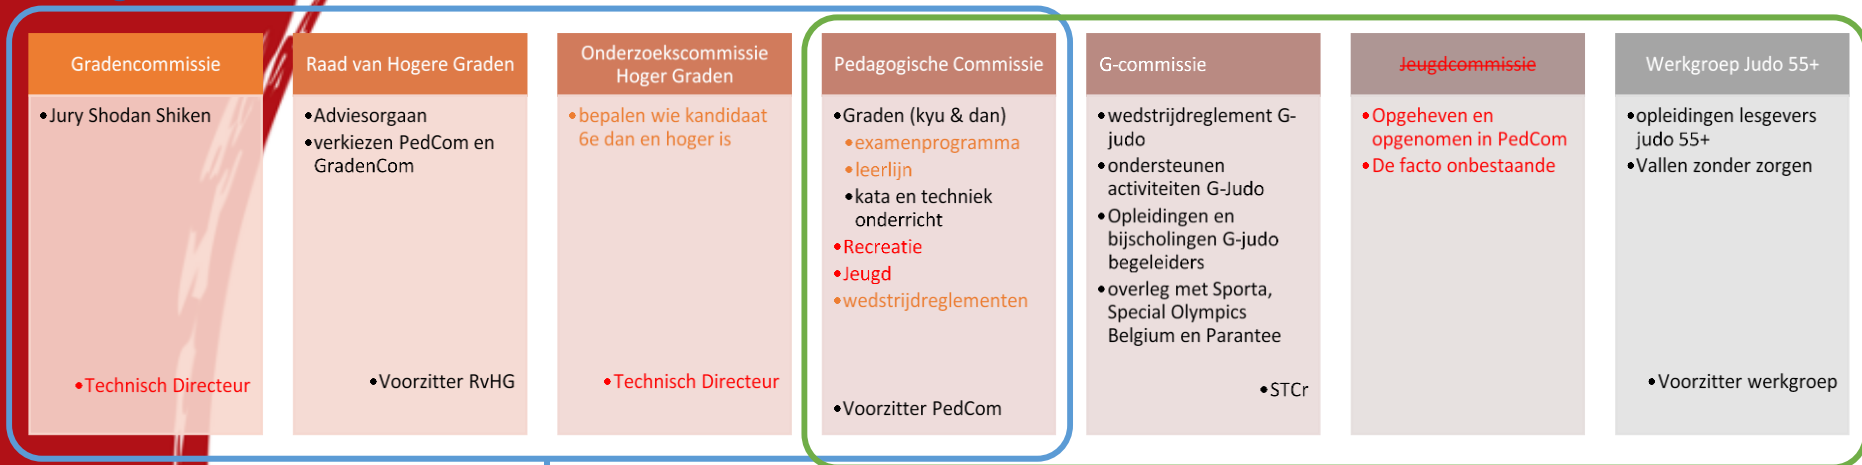 Gradencommissie
•Jury Shodan Shiken
•Technisch Directeur
Raad van Hogere Graden
•Adviesorgaan
•verkiezen PedCom en
GradenCom
•Voorzitter RvHG
Onderzoekscommissie
Hoger Graden
•bepalen wie kandidaat
6e dan en hoger is
•Technisch Directeur
Pedagogische Commissie
•Graden (kyu & dan)
•examenprogramma
•leerlijn
•kata en techniek
onderricht
•Recreatie
•Jeugd
•wedstrijdreglementen
•Voorzitter PedCom
G-commissie
•wedstrijdreglement G-
judo
•ondersteunen
activiteiten G-Judo
•Opleidingen en
bijscholingen G-judo
begeleiders
•overleg met Sporta,
Special Olympics
Belgium en Parantee
•STCr
Jeugdcommissie
•Opgeheven en
opgenomen in PedCom
•De facto onbestaande
Werkgroep Judo 55+
•opleidingen lesgevers
judo 55+
•Vallen zonder zorgen
•Voorzitter werkgroep